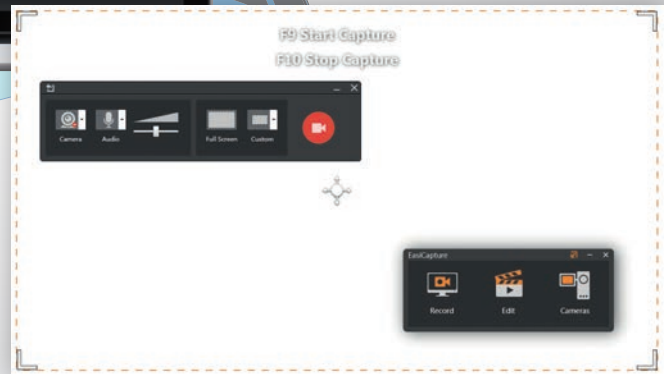 F9 Start Capture
F10 Stop Capture
Camera
Audio
Full Screen
Custom
EasiCapture
Record
Edit
Cameras